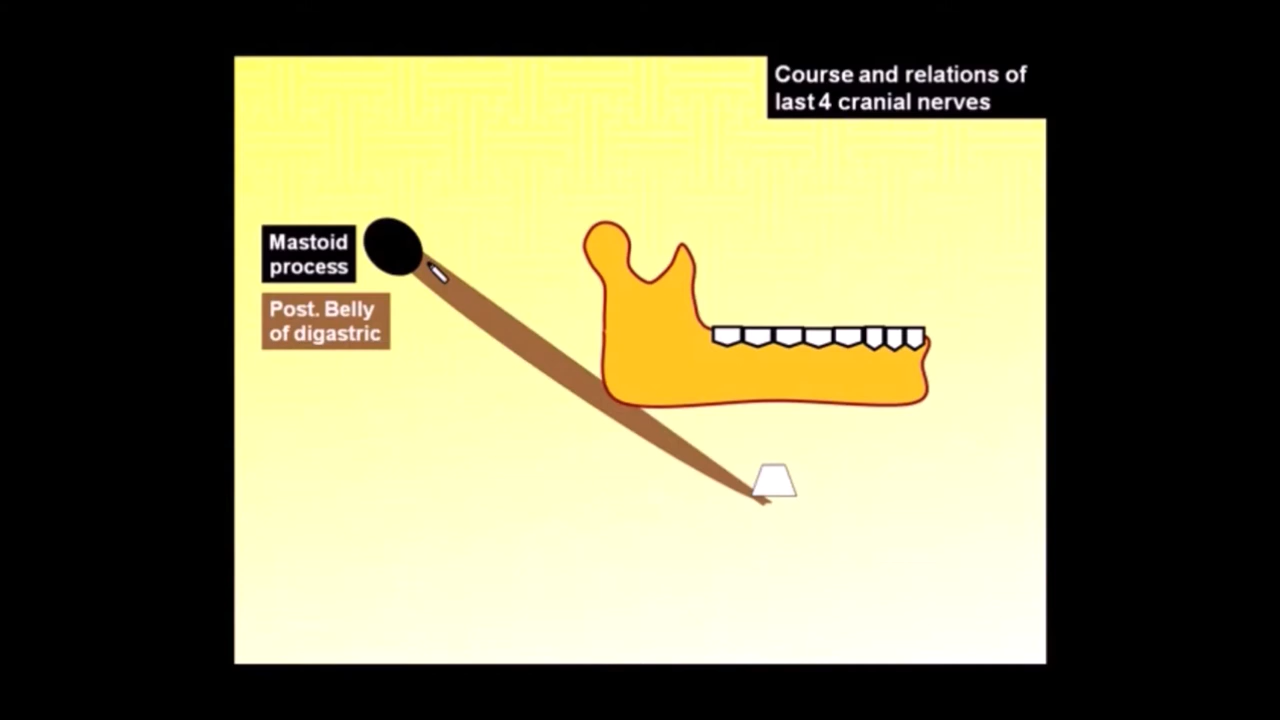 Course and relations of
last 4 cranial nerves
Mastoid
process
Post. Belly
of digastric